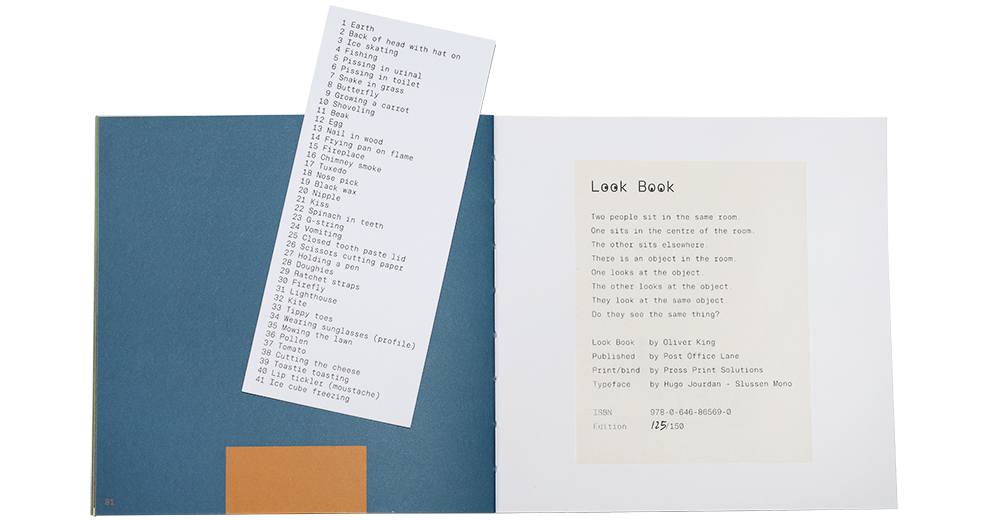 1 Earth
2 Back of head with hat on
3 Ice skating
4 Fishing
5 Pissing in urinal
6 Pissing in toilet
7 Snake in grass
8 Butterfly
9 Growing a carrot
10 Shoveling
11 Beak
12 Egg
13 Nail in wood
14 Frying pan on flame
15 Fireplace
16 Chimney smoke
17 Tuxedo
18 Nose pick
19 Black wax
20 Nipple
21 Kiss
22 Spinach in teeth
23 G-string
24 Vomiting
25 Closed tooth paste lid
26 Scissors cutting paper
27 Holding a pen
28 Doughies
29 Ratchet straps
30 Firefly
31 Lighthouse
32 Kite
33 Tippy toes
34 Wearing sunglasses (profile)
35 Mowing the lawn
36 Pollen
37 Tomato
38 Cutting the cheese
39 Toastie toasting
40 Lip tickler (moustache)
41 Ice cube freezing
81
Look Book
Two people sit in the same room.
One sits in the centre of the room.
The other sits elsewhere.
There is an object in the room.
One looks at the object.
The other looks at the object.
They look at the same object.
Do they see the same thing?
Look Book by Oliver King
Published by Post Office Lane
Print/bind by Press Print Solutions
Typeface by Hugo Jourdan - Slussen Mono
ISBN 978-0-646-86569-0
Edition 125/150